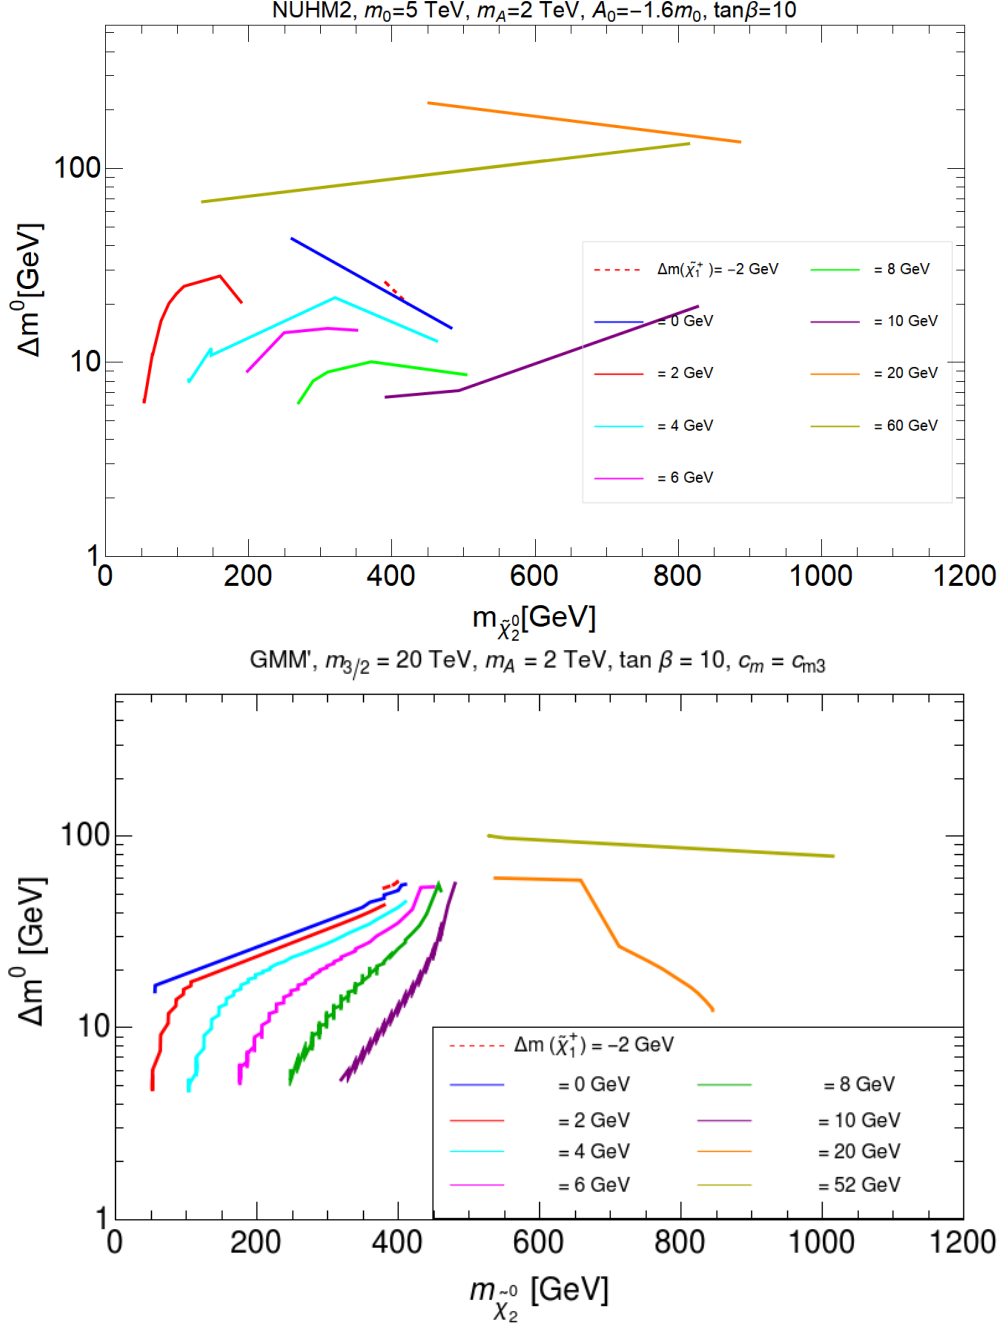 NUHM2, m₀=5 TeV, m_A=2 TeV, A₀=−1.6m₀, tanβ=10
Δm⁰[GeV]
100
10
1
Δm(χ̃₁⁺)= −2 GeV
= 0 GeV
= 2 GeV
= 4 GeV
= 6 GeV
= 8 GeV
= 10 GeV
= 20 GeV
= 60 GeV
0 200 400 600 800 1000 1200
m_χ̃₂⁰[GeV]
GMM', m₃/₂ = 20 TeV, m_A = 2 TeV, tan β = 10, c_m = c_m3
Δm⁰ [GeV]
100
10
1
Δm (χ̃₁⁺) = −2 GeV
= 0 GeV
= 2 GeV
= 4 GeV
= 6 GeV
= 8 GeV
= 10 GeV
= 20 GeV
= 52 GeV
0 200 400 600 800 1000 1200
m_χ̃₂⁰ [GeV]